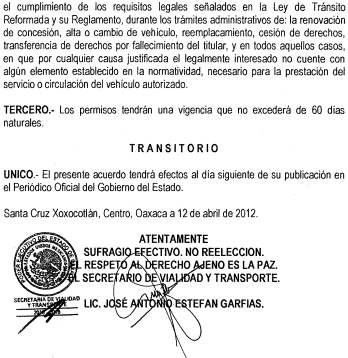 el cumplimiento de los requisitos legales señalados en la Ley de Tránsito
Reformada y su Reglamento, durante los trámites administrativos de: la renovación
de concesión, alta o cambio de vehículo, reemplacamiento, cesión de derechos,
transferencia de derechos por fallecimiento del titular, y en todos aquellos casos,
en que por cualquier causa justificada el legalmente interesado no cuente con
algún elemento establecido en la normatividad, necesario para la prestación del
servicio o circulación del vehículo autorizado.
TERCERO.- Los permisos tendrán una vigencia que no excederá de 60 días
naturales.
TRANSITORIO
UNICO.- El presente acuerdo tendrá efectos al día siguiente de su publicación en
el Periódico Oficial del Gobierno del Estado.
Santa Cruz Xoxocotlán, Centro, Oaxaca a 12 de abril de 2012.
ATENTAMENTE
SUFRAGIO EFECTIVO. NO REELECCION.
EL RESPETO AL DERECHO AJENO ES LA PAZ.
EL SECRETARIO DE VIALIDAD Y TRANSPORTE.
SECRETARÍA DE VIALIDAD
Y TRANSPORTE
LIC. JOSÉ ANTONIO ESTEFAN GARFIAS.